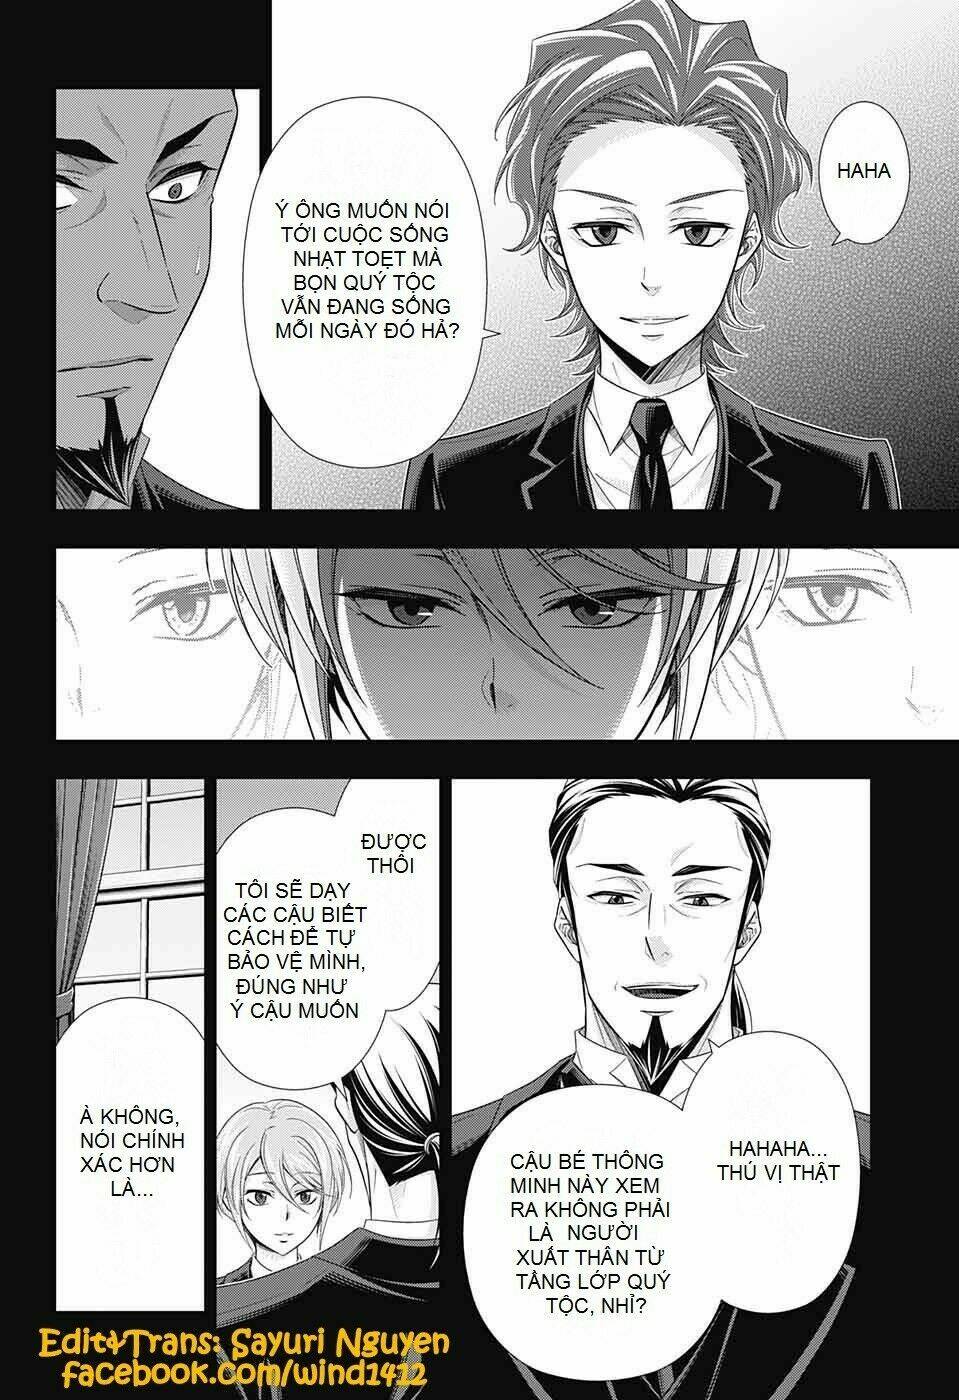 HAHA
Ý ÔNG MUỐN NÓI
TỚI CUỘC SỐNG
NHẠT TOẸT MÀ
BỌN QUÝ TỘC
VẪN ĐANG SỐNG
MỖI NGÀY ĐÓ HẢ?
HAHAHA...
THÚ VỊ THẬT
CẬU BÉ THÔNG
MINH NÀY XEM
RA KHÔNG PHẢI
LÀ NGƯỜI
XUẤT THÂN TỪ
TẦNG LỚP QUÝ
TỘC, NHỈ?
ĐƯỢC
THÔI
TÔI SẼ DẠY
CÁC CẬU BIẾT
CÁCH ĐỂ TỰ
BẢO VỆ MÌNH,
ĐÚNG NHƯ
Ý CẬU MUỐN
À KHÔNG,
NÓI CHÍNH
XÁC HƠN
LÀ...
Edit&Trans: Sayuri Nguyen
facebook.com/wind1412